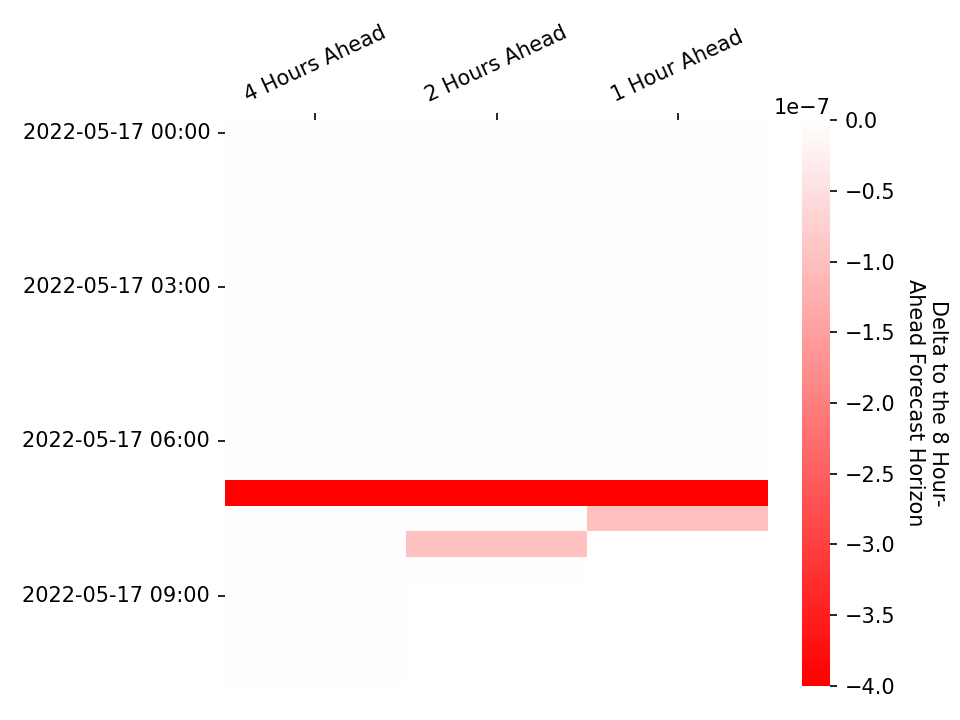 4 Hours Ahead
2 Hours Ahead
1 Hour Ahead
2022-05-17 00:00
2022-05-17 03:00
2022-05-17 06:00
2022-05-17 09:00
1e−7
0.0
−0.5
−1.0
−1.5
−2.0
−2.5
−3.0
−3.5
−4.0
Delta to the 8 Hour-
Ahead Forecast Horizon